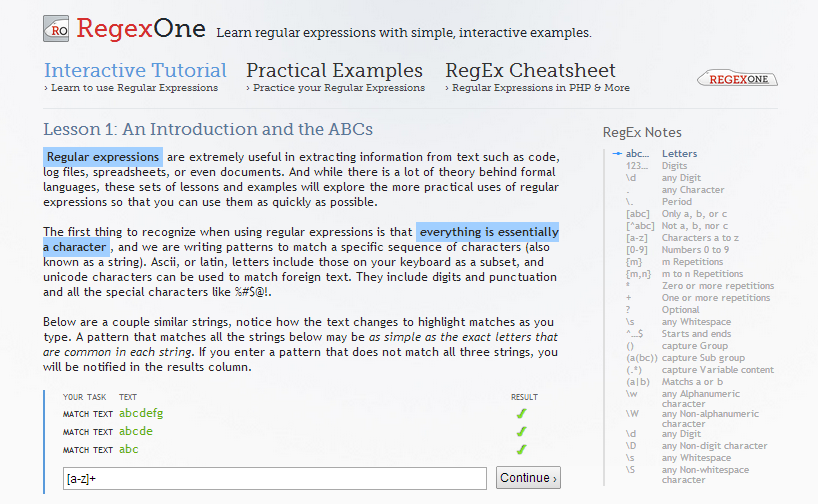 RO RegexOne Learn regular expressions with simple, interactive examples.
Interactive Tutorial Practical Examples RegEx Cheatsheet
› Learn to use Regular Expressions › Practice your Regular Expressions › Regular Expressions in PHP & More
REGEXONE
Lesson 1: An Introduction and the ABCs
Regular expressions are extremely useful in extracting information from text such as code,
log files, spreadsheets, or even documents. And while there is a lot of theory behind formal
languages, these sets of lessons and examples will explore the more practical uses of regular
expressions so that you can use them as quickly as possible.
The first thing to recognize when using regular expressions is that everything is essentially
a character , and we are writing patterns to match a specific sequence of characters (also
known as a string). Ascii, or latin, letters include those on your keyboard as a subset, and
unicode characters can be used to match foreign text. They include digits and punctuation
and all the special characters like %#$@!.
Below are a couple similar strings, notice how the text changes to highlight matches as you
type. A pattern that matches all the strings below may be as simple as the exact letters that
are common in each string. If you enter a pattern that does not match all three strings, you
will be notified in the results column.
YOUR TASK TEXT RESULT
MATCH TEXT abcdefg
MATCH TEXT abcde
MATCH TEXT abc
[a-z]+ Continue ›
RegEx Notes
abc... Letters
123... Digits
\d any Digit
. any Character
\. Period
[abc] Only a, b, or c
[^abc] Not a, b, nor c
[a-z] Characters a to z
[0-9] Numbers 0 to 9
{m} m Repetitions
{m,n} m to n Repetitions
* Zero or more repetitions
+ One or more repetitions
? Optional
\s any Whitespace
^...$ Starts and ends
() capture Group
(a(bc)) capture Sub group
(.*) capture Variable content
(a|b) Matchs a or b
\w any Alphanumeric
character
\W any Non-alphanumeric
character
\d any Digit
\D any Non-digit character
\s any Whitespace
\S any Non-whitespace
character